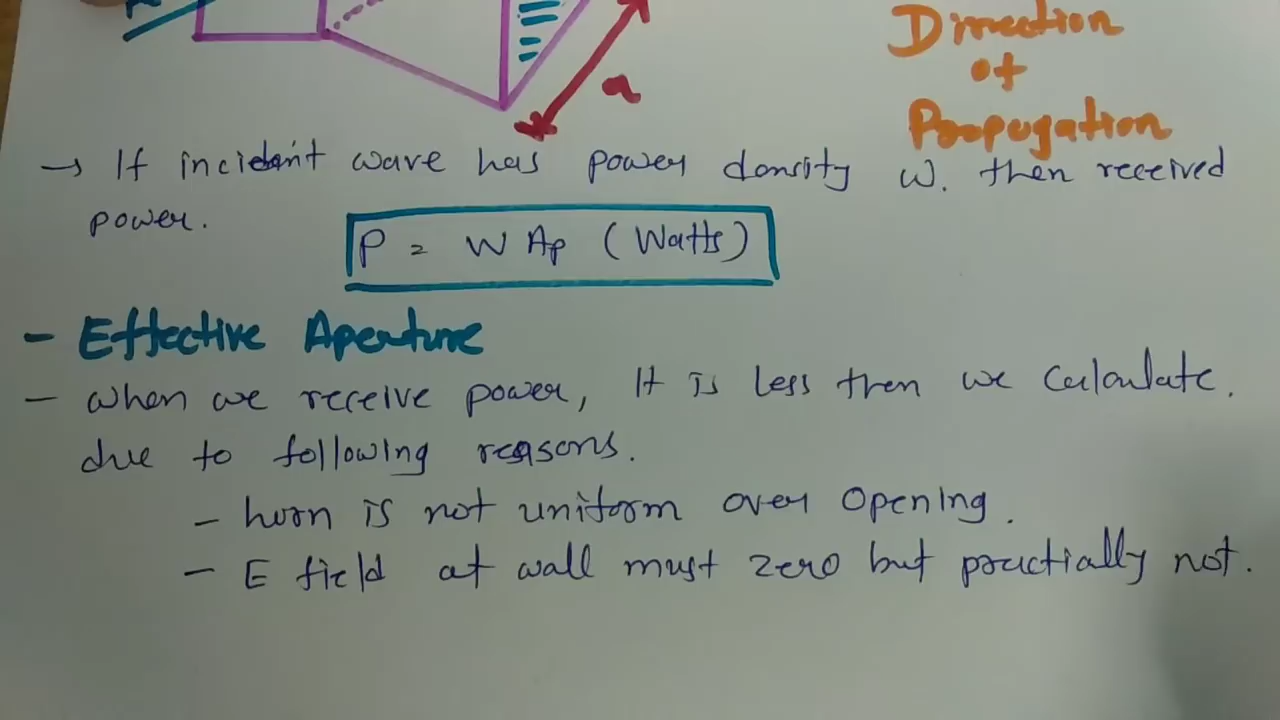 Direction
of
Propugation
a
→ If incident wave has power density W. then received
power.
P = W Ap (Watts)
- Effective Aperture
- when we receive power, It is less then we Calculate.
due to following reasons.
- horn is not uniform over opening.
- E field at wall must zero but practially not.